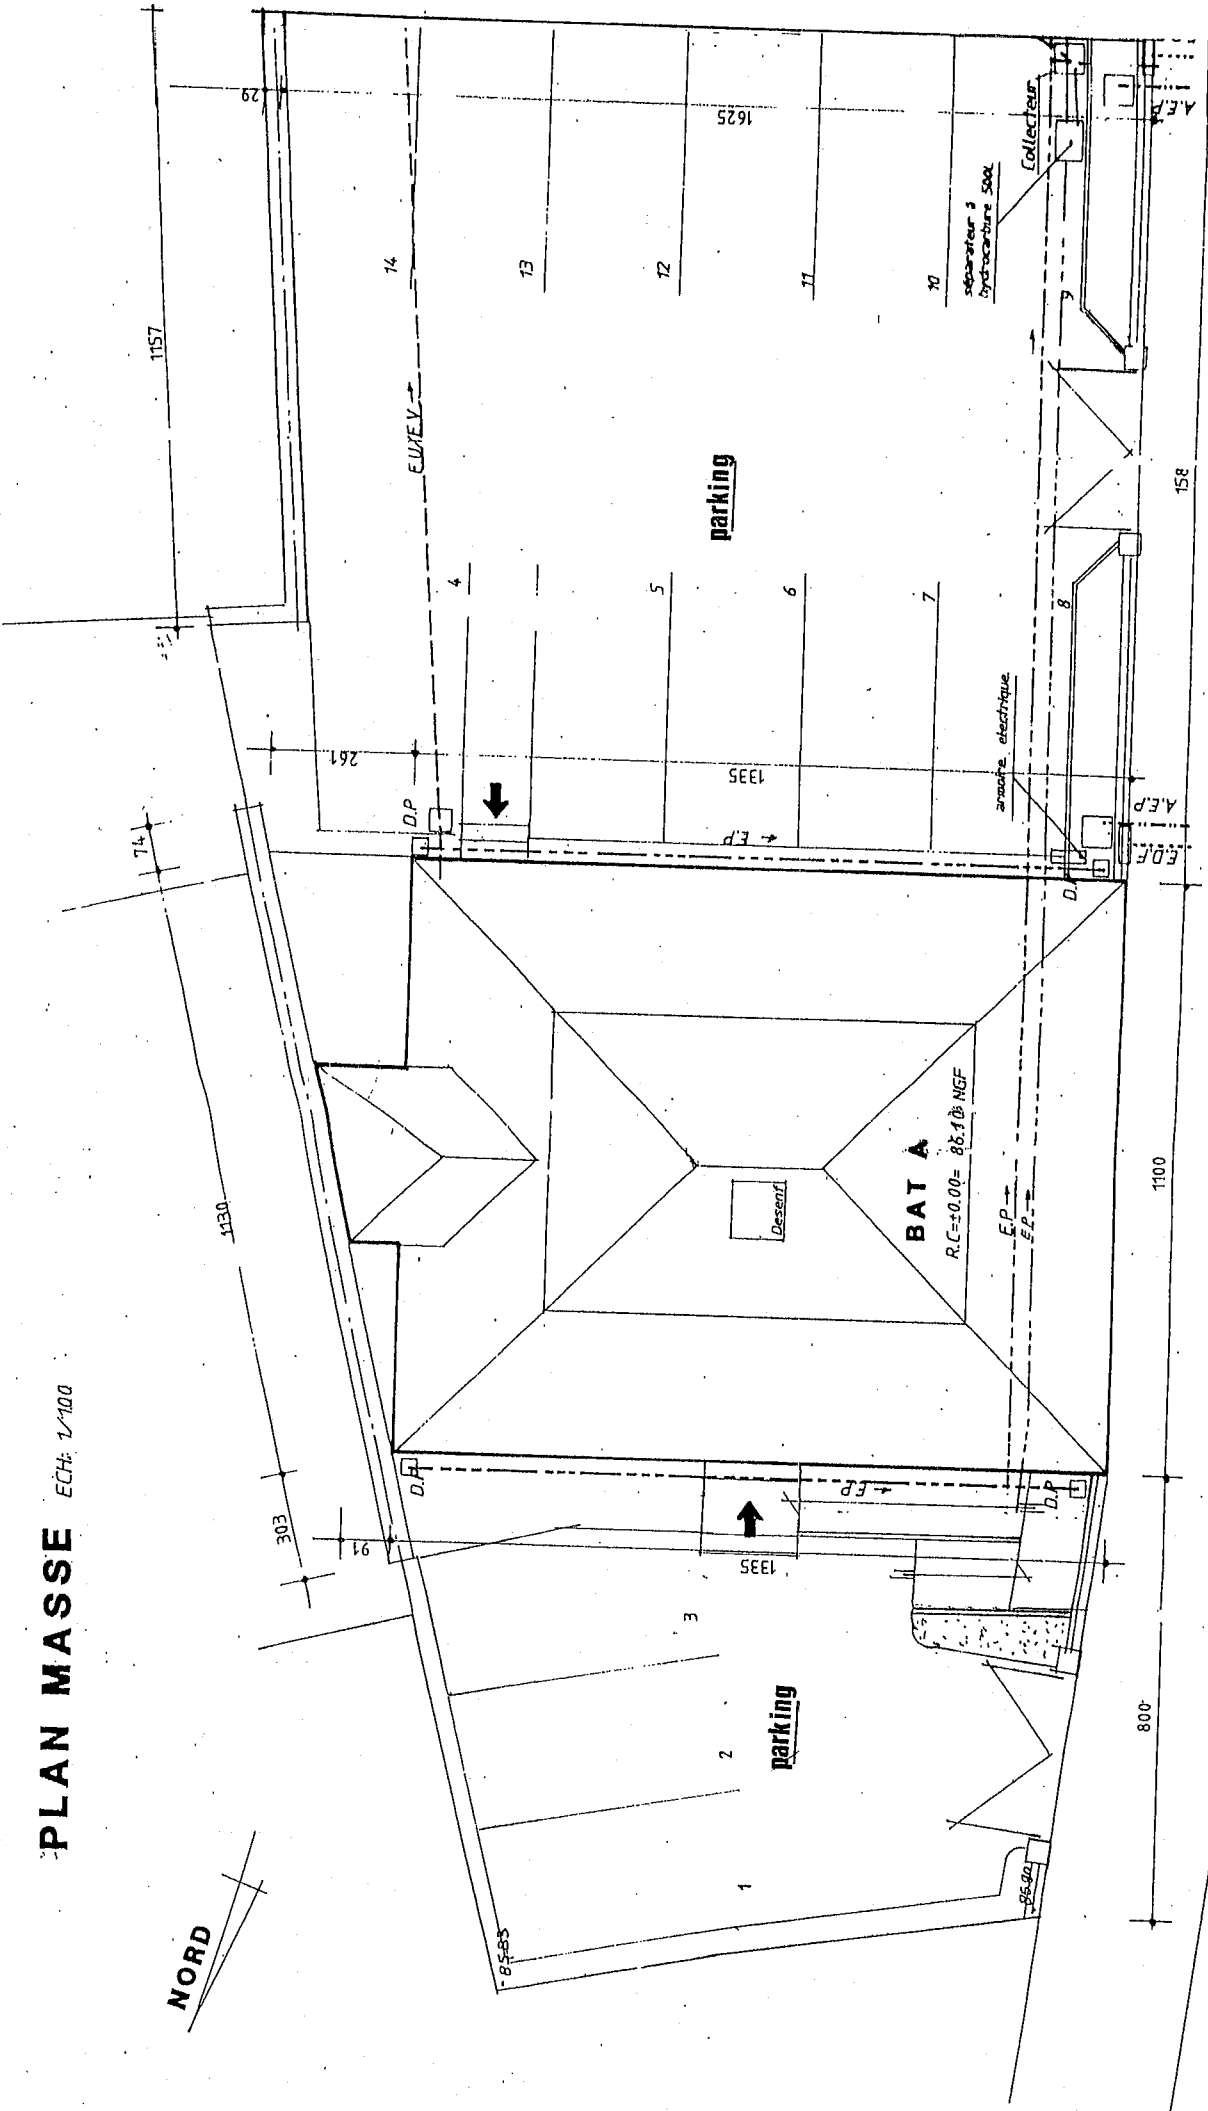 PLAN MASSE ECH: 1/100
NORD
1157
29
1625
14
13
12
11
10
9
EU/E.V
Collecteur
séparateur à
hydrocarbure 500L
A.E.P
parking
4
5
6
7
8
158
74
261
1335
D.P
E.P
armoire electrique
A.E.P
E.D.F
1130
Desenf
BAT A
R.C=±0.00= 86.10 NGF
E.P
E.P
1100
303
91
D.P
E.P
D.P
1335
3
2
1
parking
800
85.83
85.80